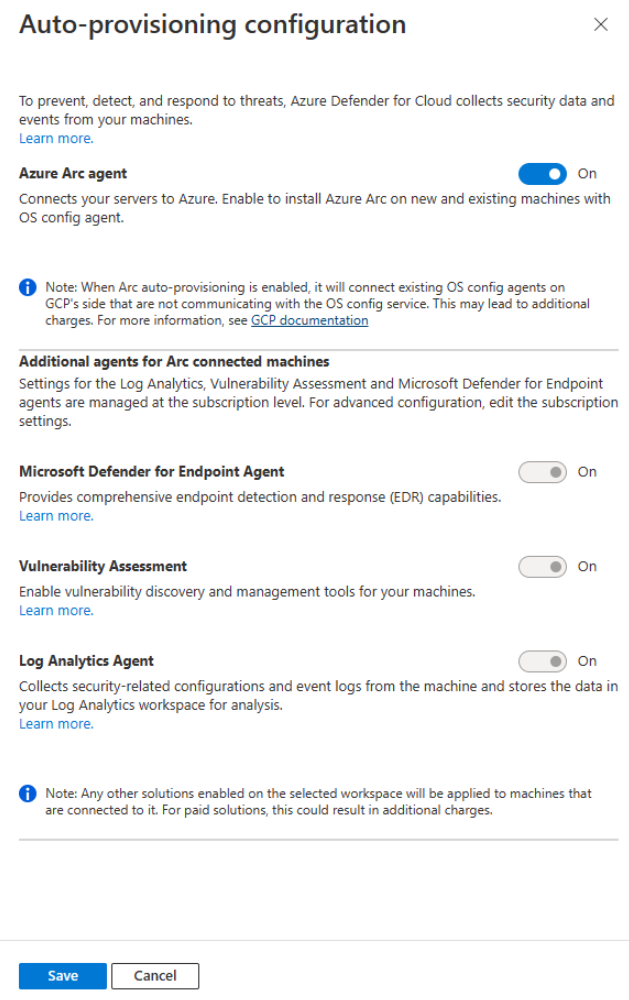 Auto-provisioning configuration
To prevent, detect, and respond to threats, Azure Defender for Cloud collects security data and
events from your machines.
Learn more.
Azure Arc agent
On
Connects your servers to Azure. Enable to install Azure Arc on new and existing machines with
OS config agent.
Note: When Arc auto-provisioning is enabled, it will connect existing OS config agents on
GCP's side that are not communicating with the OS config service. This may lead to additional
charges. For more information, see GCP documentation
Additional agents for Arc connected machines
Settings for the Log Analytics, Vulnerability Assessment and Microsoft Defender for Endpoint
agents are managed at the subscription level. For advanced configuration, edit the subscription
settings.
Microsoft Defender for Endpoint Agent
On
Provides comprehensive endpoint detection and response (EDR) capabilities.
Learn more.
Vulnerability Assessment
On
Enable vulnerability discovery and management tools for your machines.
Learn more.
Log Analytics Agent
On
Collects security-related configurations and event logs from the machine and stores the data in
your Log Analytics workspace for analysis.
Learn more.
Note: Any other solutions enabled on the selected workspace will be applied to machines that
are connected to it. For paid solutions, this could result in additional charges.
Save
Cancel